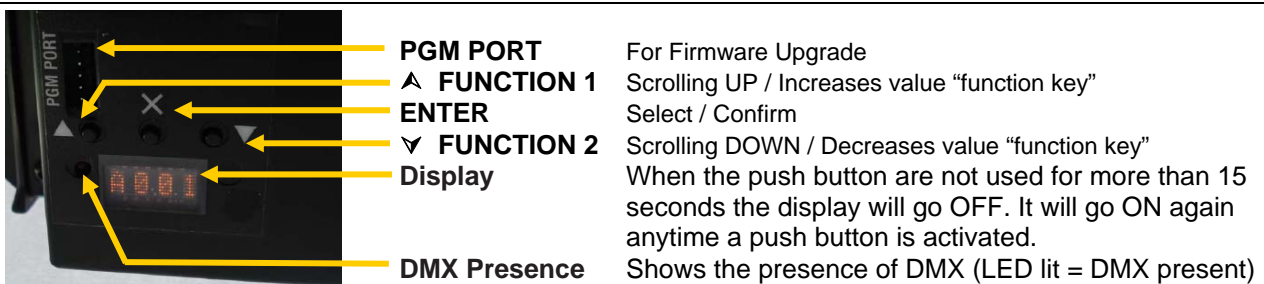 PGM PORT
PGM PORT For Firmware Upgrade
FUNCTION 1 Scrolling UP / Increases value “function key”
ENTER Select / Confirm
FUNCTION 2 Scrolling DOWN / Decreases value “function key”
Display When the push button are not used for more than 15
seconds the display will go OFF. It will go ON again
anytime a push button is activated.
DMX Presence Shows the presence of DMX (LED lit = DMX present)
A001